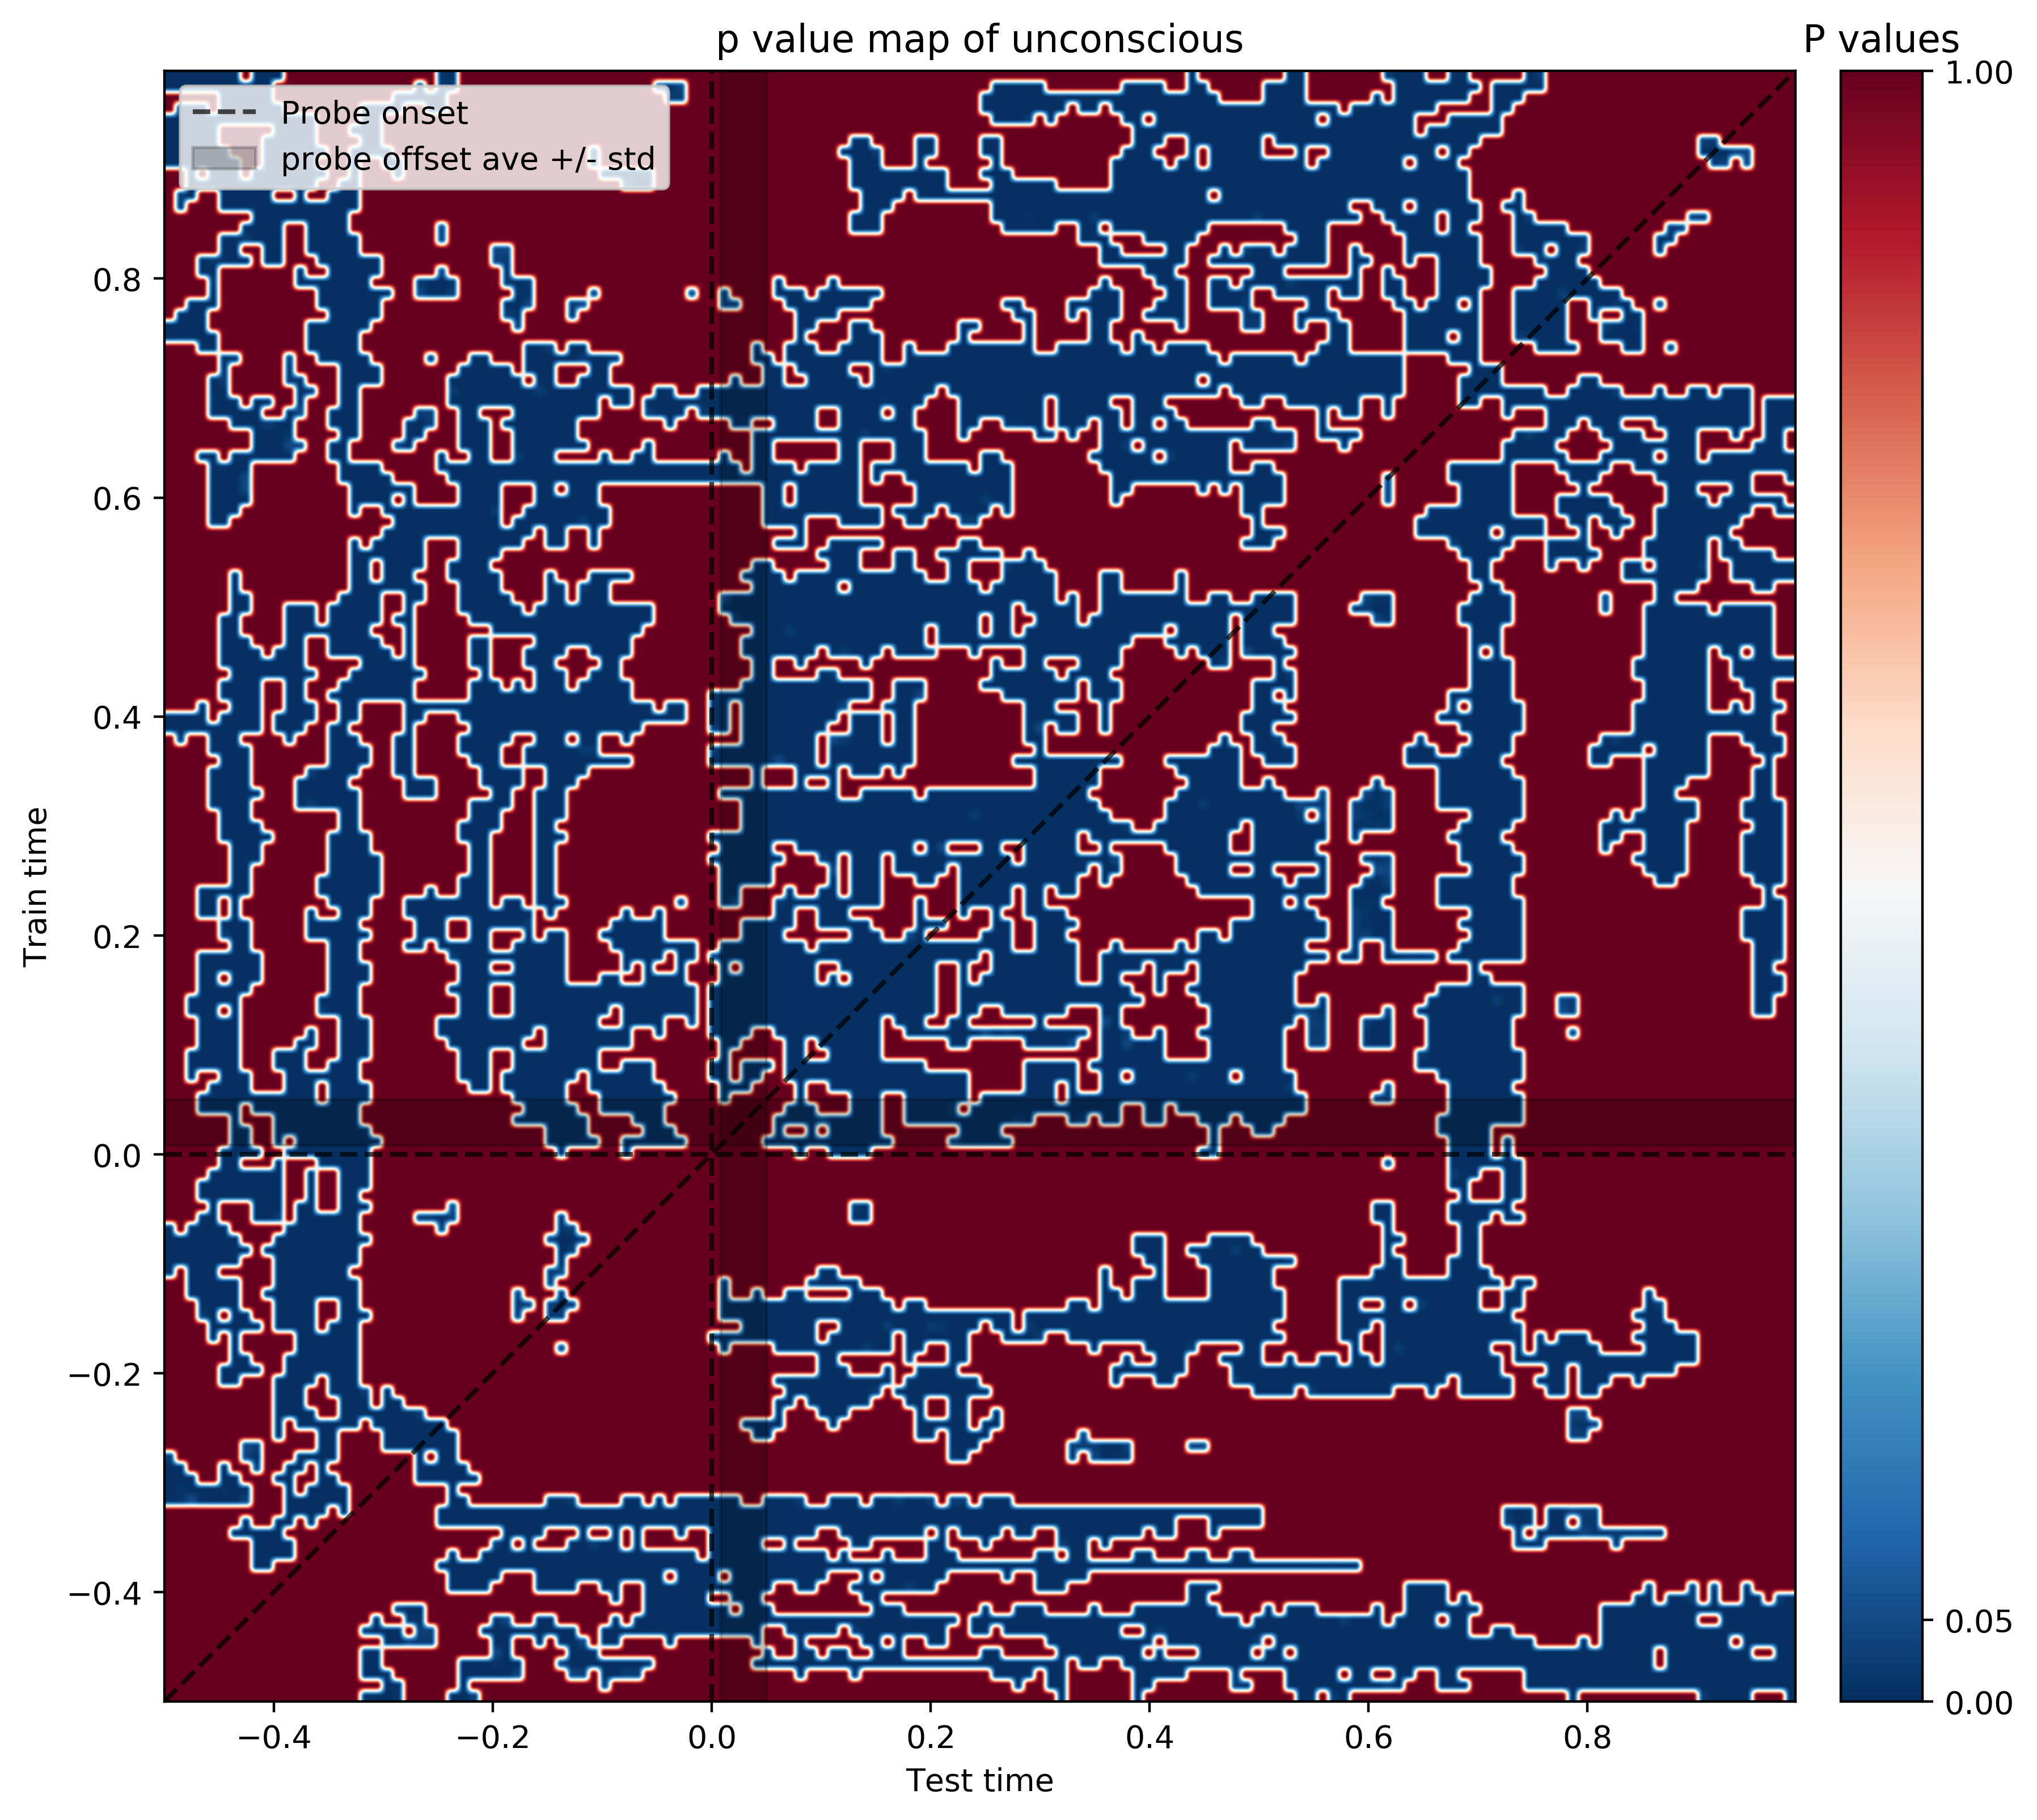 p value map of unconscious
P values
Probe onset
probe offset ave +/- std
1.00
0.05
0.00
Train time
0.8
0.6
0.4
0.2
0.0
−0.2
−0.4
−0.4
−0.2
0.0
0.2
0.4
0.6
0.8
Test time